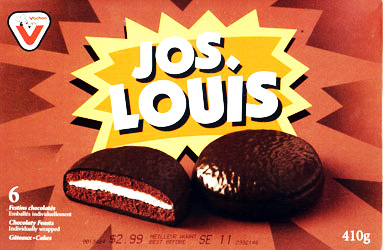 Vachon
JOS.
LOUIS
6
Festins chocolatés
Emballés individuellement
Chocolaty Feasts
Individually wrapped
Gâteaux - Cakes
$2.99 MEILLEUR AVANT
BEST BEFORE SE 11
410g